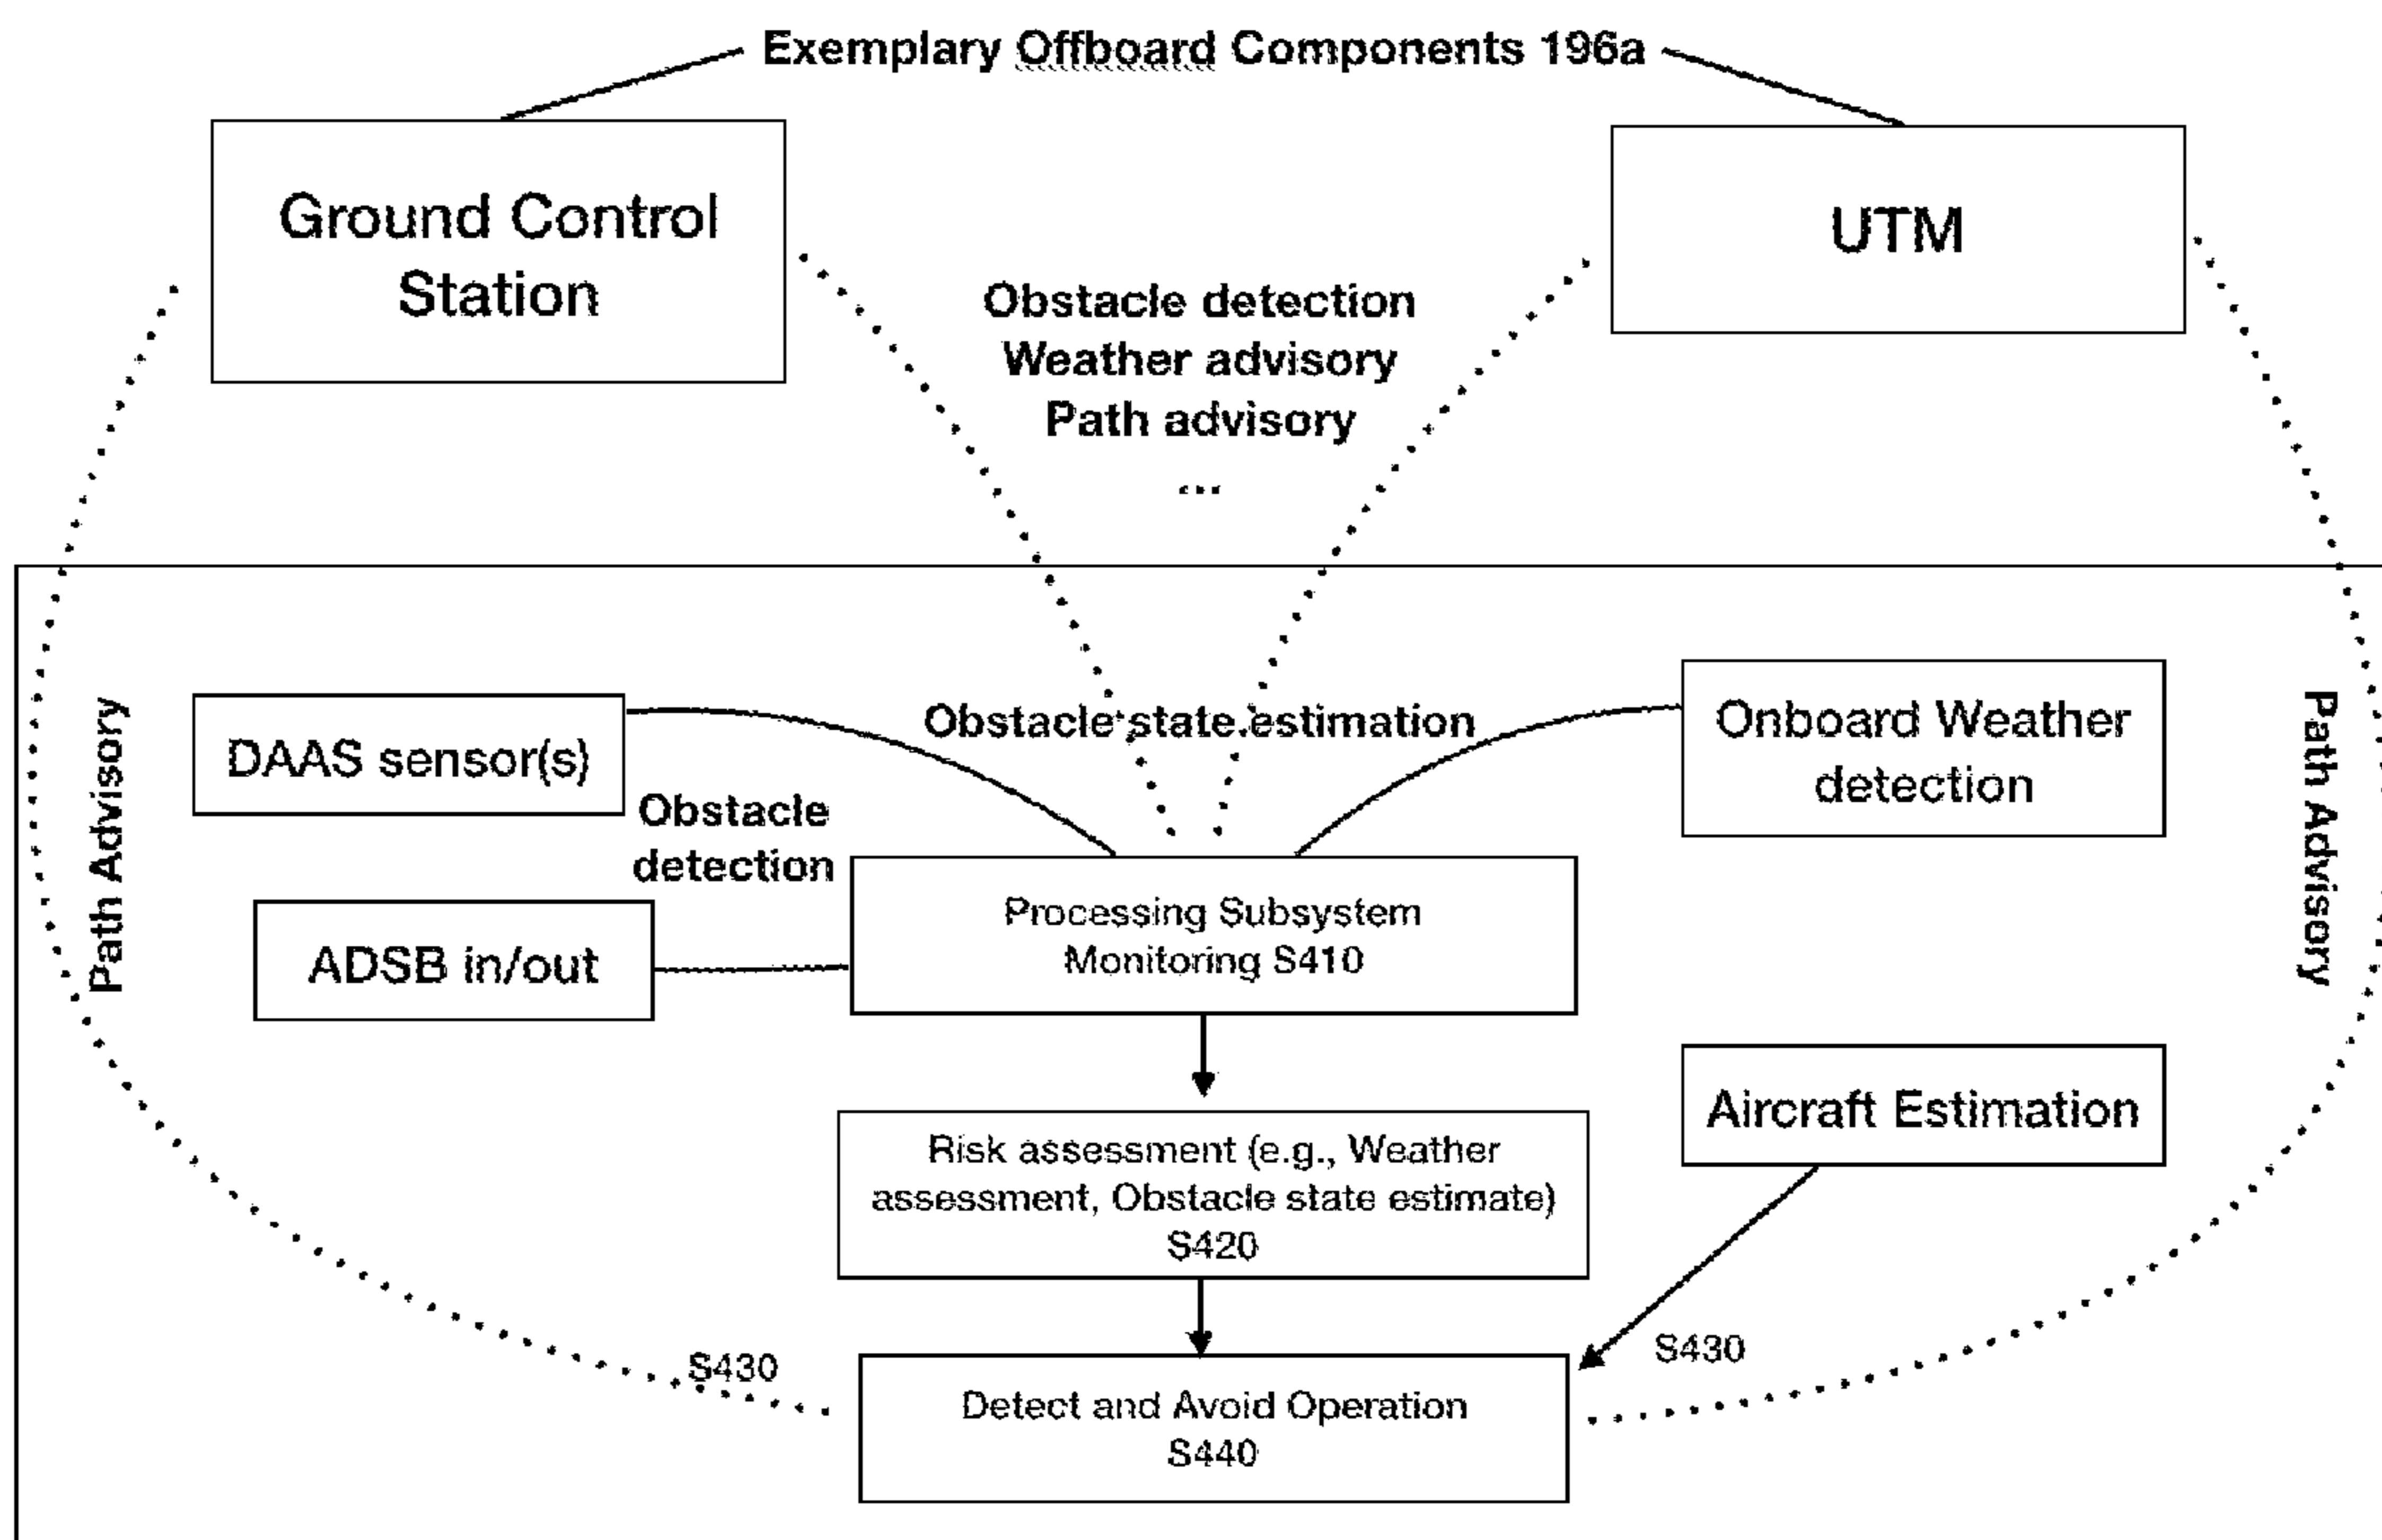 Exemplary Offboard Components 196a
Ground Control
Station
UTM
Obstacle detection
Weather advisory
Path advisory
...
Path Advisory
DAAS sensor(s)
Obstacle state estimation
Onboard Weather
detection
Path Advisory
Obstacle
detection
ADSB in/out
Processing Subsystem
Monitoring S410
Aircraft Estimation
Risk assessment (e.g., Weather
assessment, Obstacle state estimate)
S420
S430
S430
Detect and Avoid Operation
S440